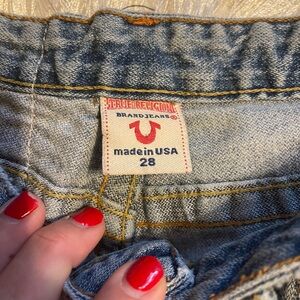 TRUE RELIGION
BRAND JEANS®
made in USA
28